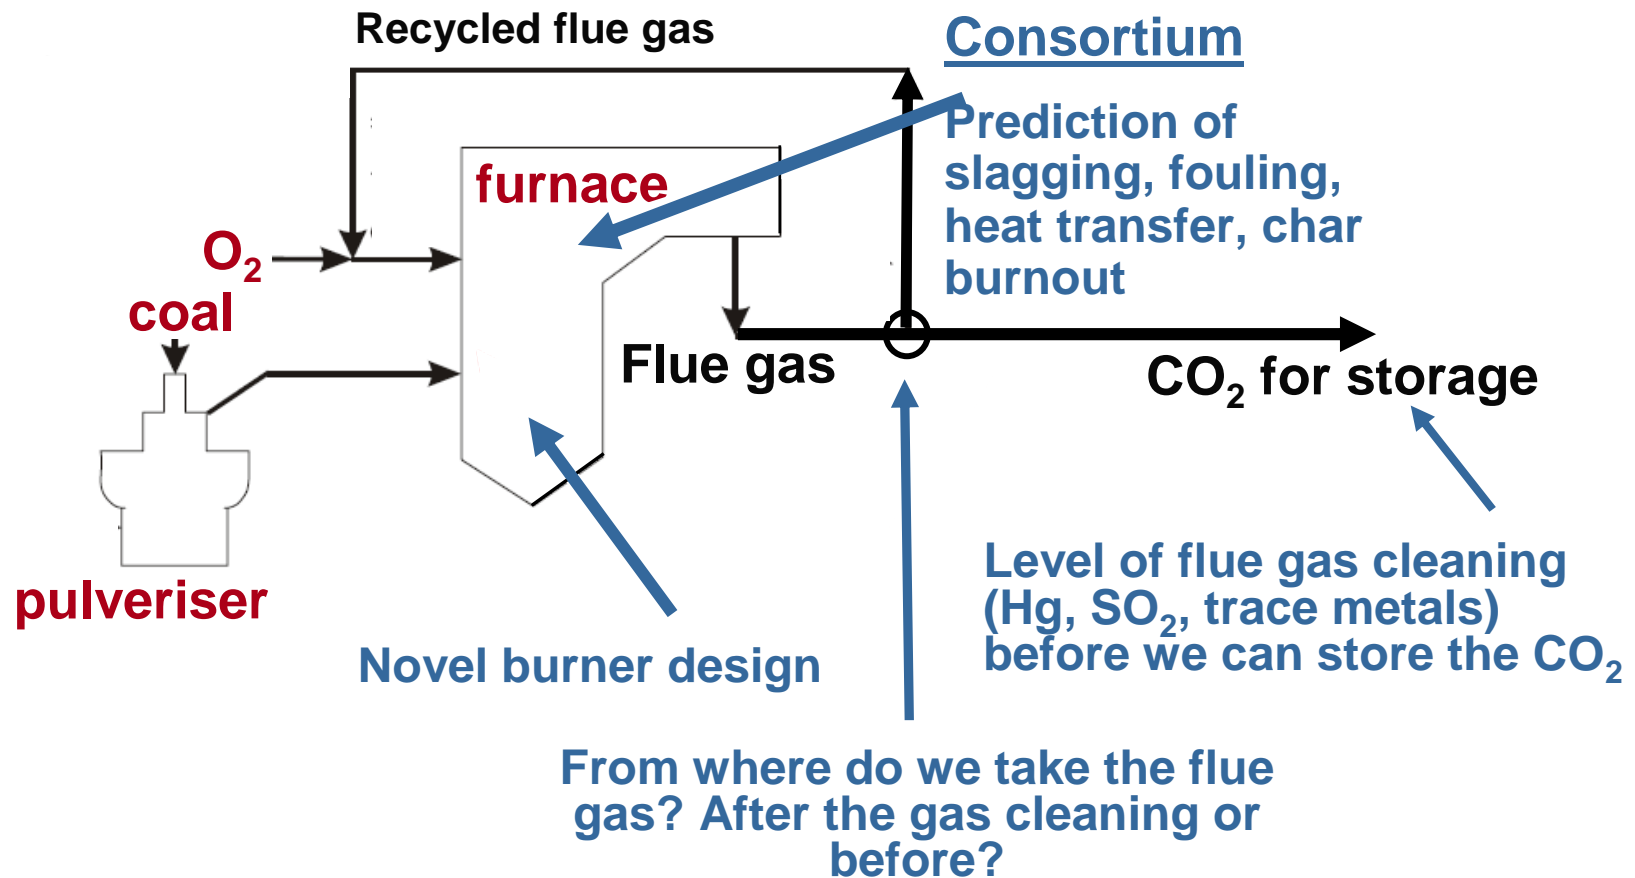 Recycled flue gas
Consortium
Prediction of
slagging, fouling,
heat transfer, char
burnout
furnace
O₂
coal
Flue gas
CO₂ for storage
pulveriser
Novel burner design
Level of flue gas cleaning
(Hg, SO₂, trace metals)
before we can store the CO₂
From where do we take the flue
gas? After the gas cleaning or
before?